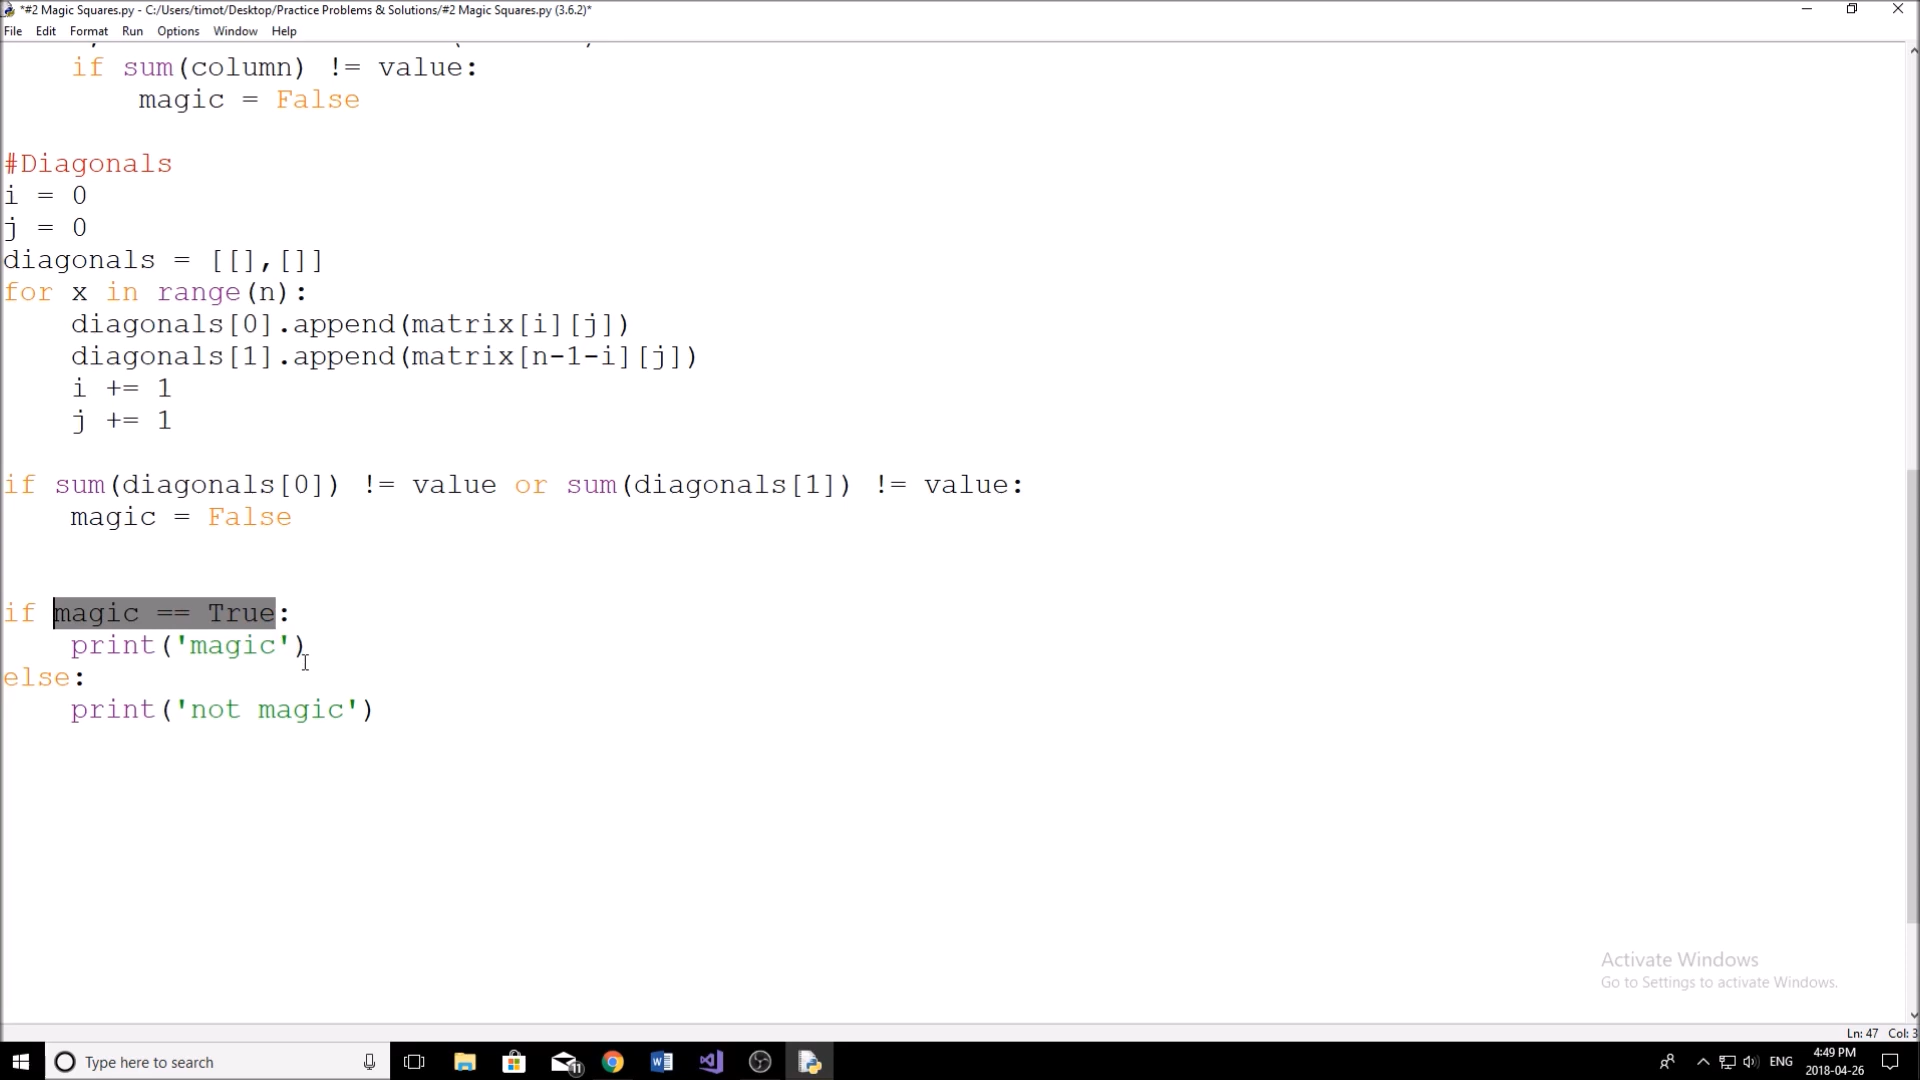 *#2 Magic Squares.py - C:/Users/timot/Desktop/Practice Problems & Solutions/#2 Magic Squares.py (3.6.2)*
File Edit Format Run Options Window Help
if sum(column) != value:
magic = False
#Diagonals
i = 0
j = 0
diagonals = [[],[]]
for x in range(n):
diagonals[0].append(matrix[i][j])
diagonals[1].append(matrix[n-1-i][j])
i += 1
j += 1
if sum(diagonals[0]) != value or sum(diagonals[1]) != value:
magic = False
if magic == True:
print('magic')
else:
print('not magic')
Activate Windows
Go to Settings to activate Windows.
Ln: 47 Col: 3
Type here to search
11
ENG
4:49 PM
2018-04-26